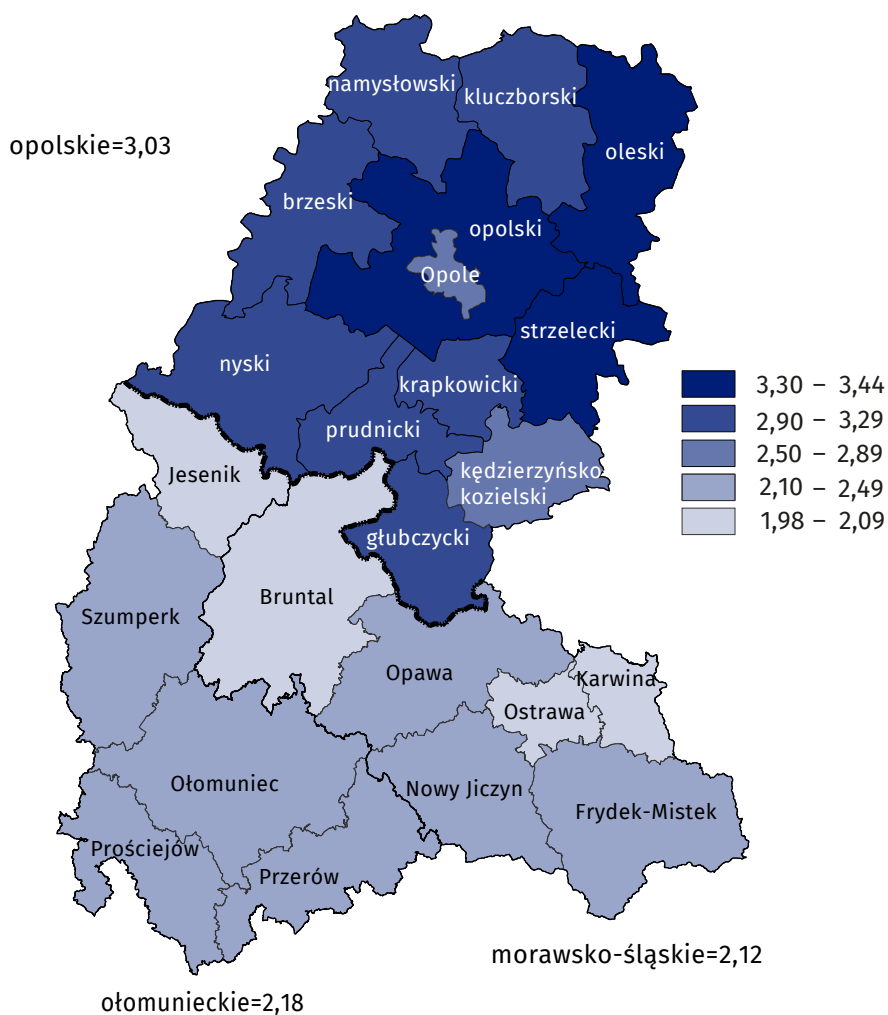 namysłowski
kluczborski
opolskie=3,03
oleski
brzeski
opolski
Opole
strzelecki
nyski
krapkowicki
3,30 – 3,44
2,90 – 3,29
prudnicki
2,50 – 2,89
Jesenik
kędzierzyńsko
kozielski
2,10 – 2,49
1,98 – 2,09
głubczycki
Bruntal
Szumperk
Opawa
Karwina
Ostrawa
Ołomuniec
Nowy Jiczyn
Frydek-Mistek
Prościejów
Przerów
morawsko-śląskie=2,12
ołomunieckie=2,18